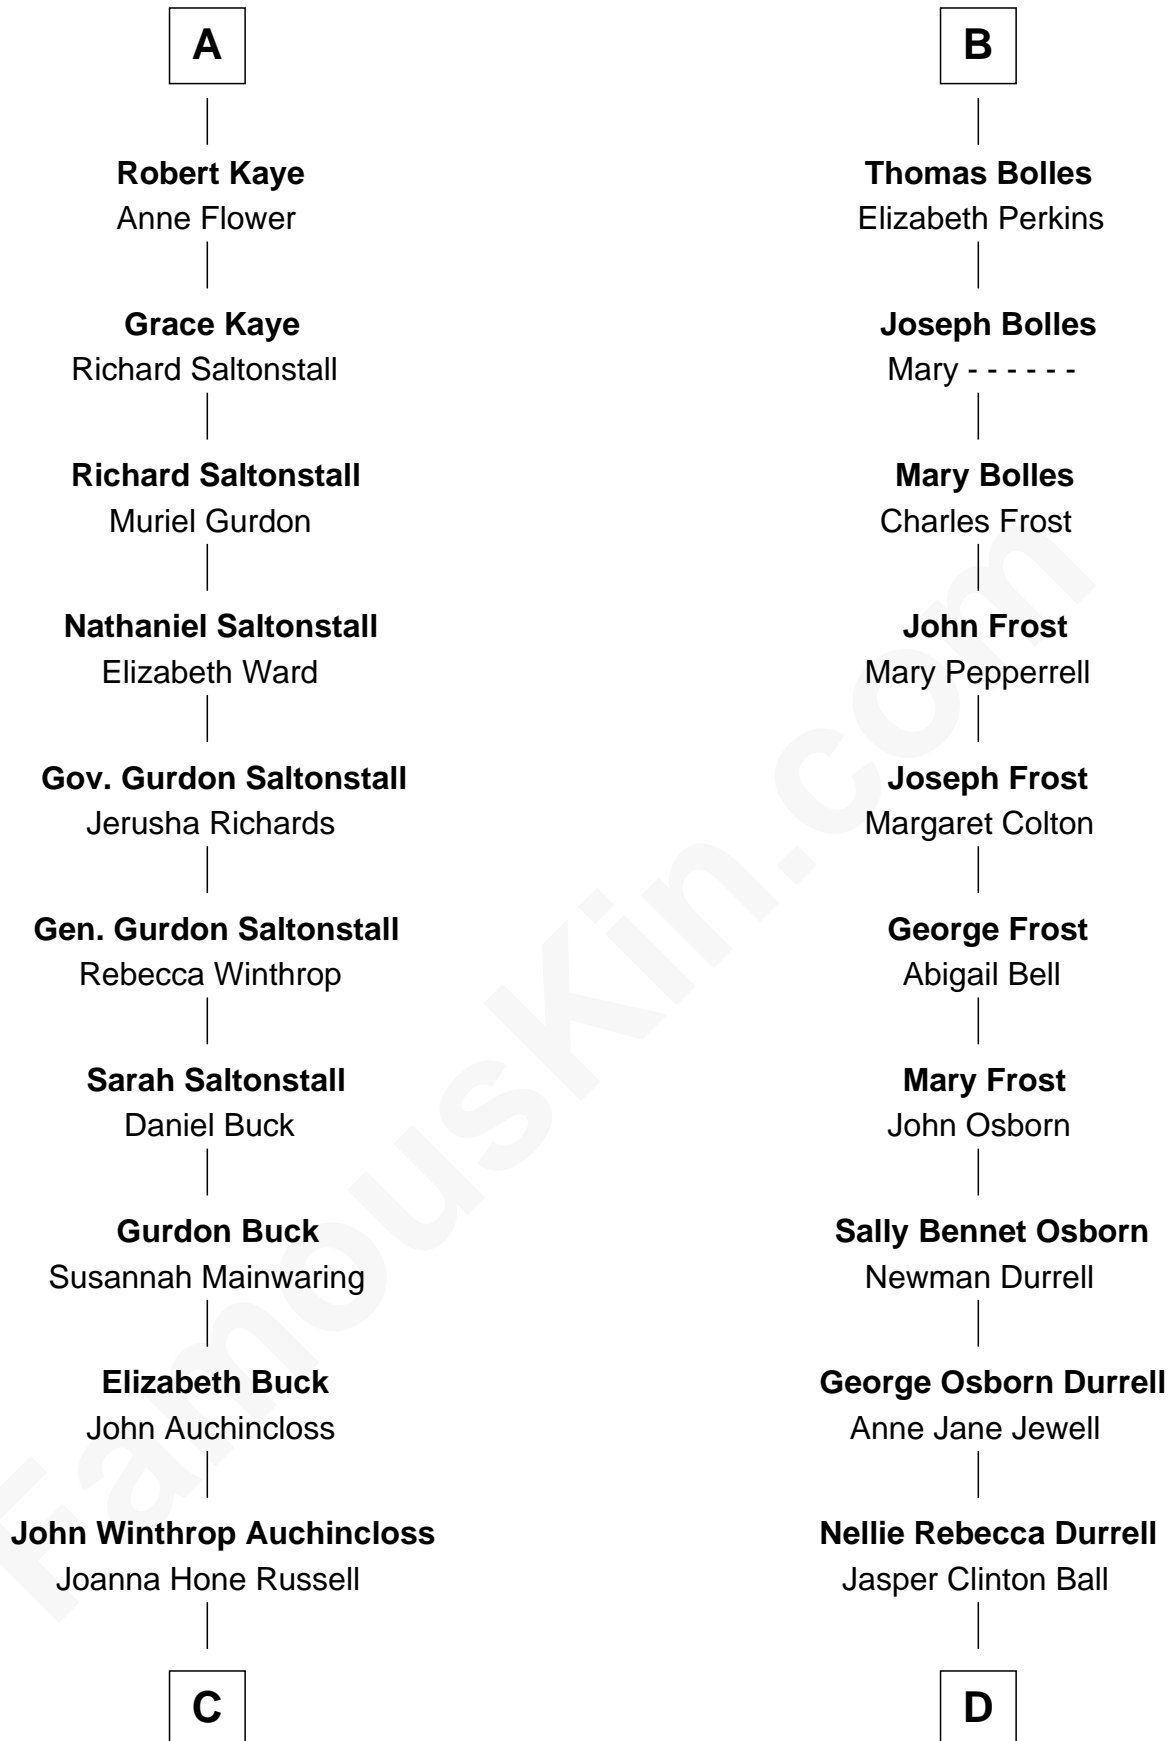 A
Robert Kaye
Anne Flower
Grace Kaye
Richard Saltonstall
Richard Saltonstall
Muriel Gurdon
Nathaniel Saltonstall
Elizabeth Ward
Gov. Gurdon Saltonstall
Jerusha Richards
Gen. Gurdon Saltonstall
Rebecca Winthrop
Sarah Saltonstall
Daniel Buck
Gurdon Buck
Susannah Mainwaring
Elizabeth Buck
John Auchincloss
John Winthrop Auchincloss
Joanna Hone Russell
C
B
Thomas Bolles
Elizabeth Perkins
Joseph Bolles
Mary - - - - - -
Mary Bolles
Charles Frost
John Frost
Mary Pepperrell
Joseph Frost
Margaret Colton
George Frost
Abigail Bell
Mary Frost
John Osborn
Sally Bennet Osborn
Newman Durrell
George Osborn Durrell
Anne Jane Jewell
Nellie Rebecca Durrell
Jasper Clinton Ball
D
FamousKin.com